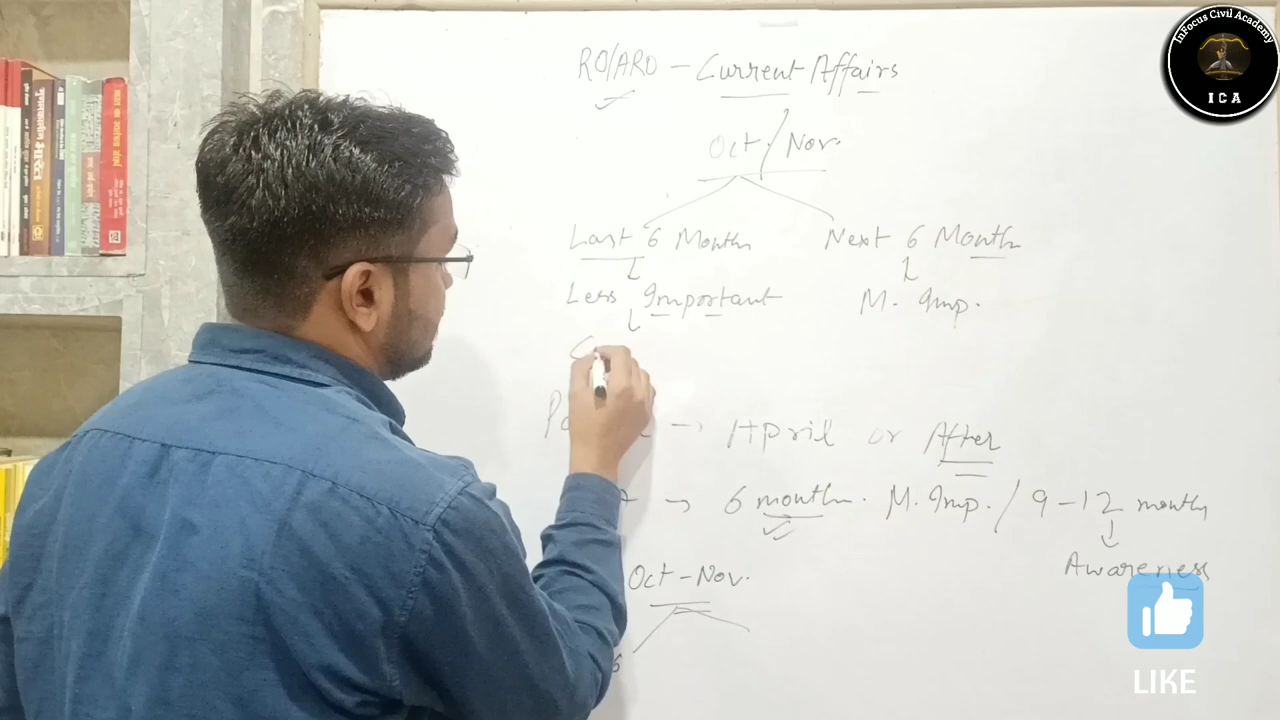 InFocus Civil Academy
ICA
RO/ARO - Current Affairs
Oct / Nov.
Last 6 Month Next 6 Month
Less Important M. Imp.
→ April or After
→ 6 month. M. Imp. / 9-12 month
Awareness
Oct - Nov.
LIKE